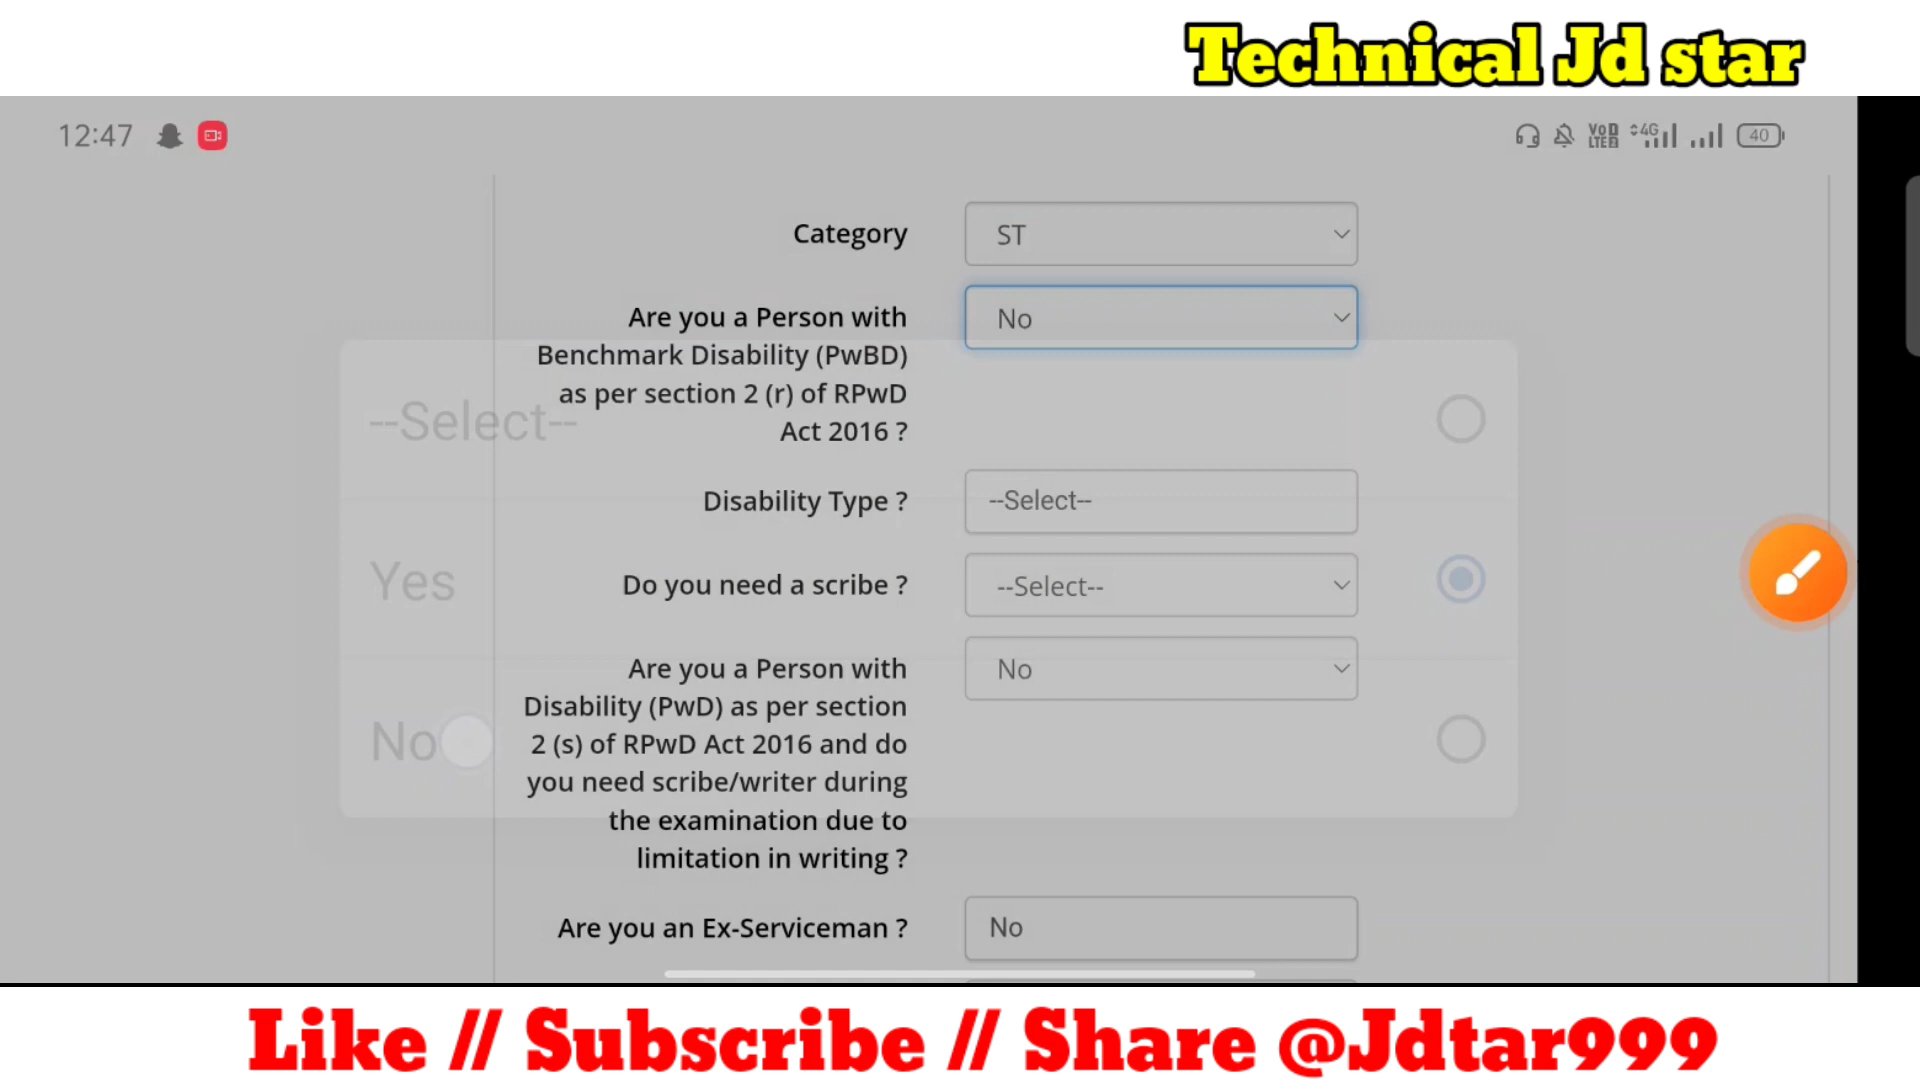 Technical Jd star
12:47
VoD
LTE2
4G
40
Category
ST
Are you a Person with
Benchmark Disability (PwBD)
as per section 2 (r) of RPwD
Act 2016 ?
No
--Select--
Disability Type ?
--Select--
Yes
Do you need a scribe ?
--Select--
No
Are you a Person with
Disability (PwD) as per section
2 (s) of RPwD Act 2016 and do
you need scribe/writer during
the examination due to
limitation in writing ?
No
Are you an Ex-Serviceman ?
No
Like // Subscribe // Share @Jdtar999